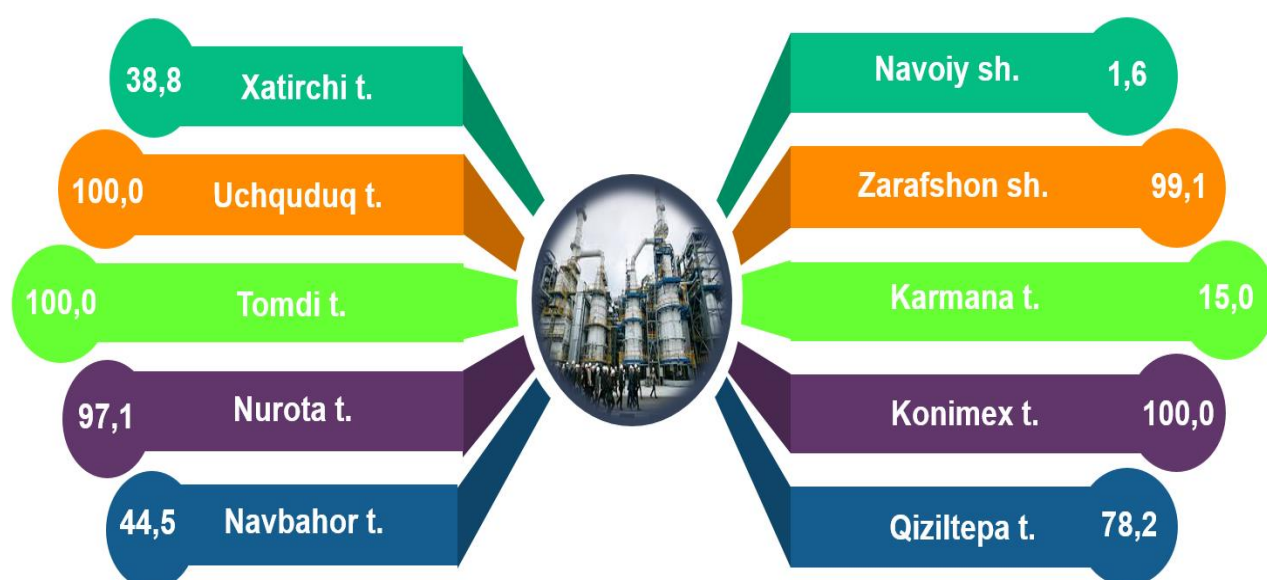 38,8 Xatirchi t.
100,0 Uchquduq t.
100,0 Tomdi t.
97,1 Nurota t.
44,5 Navbahor t.
Navoiy sh. 1,6
Zarafshon sh. 99,1
Karmana t. 15,0
Konimex t. 100,0
Qiziltepa t. 78,2